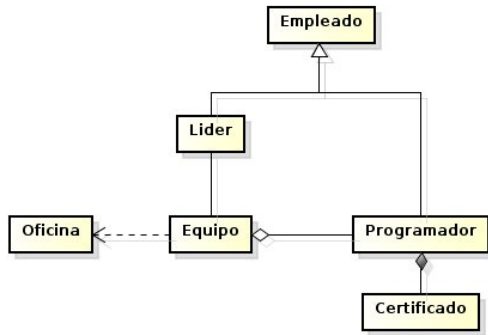 Empleado
Lider
Oficina
Equipo
Programador
Certificado